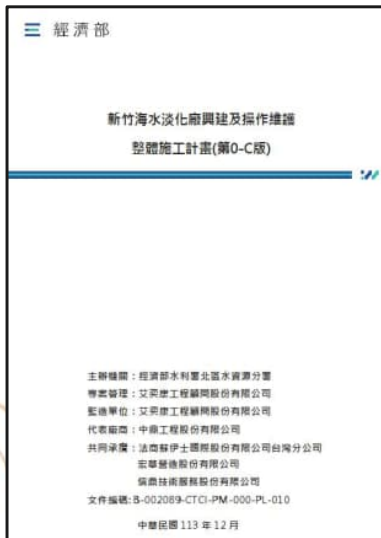 經濟部
新竹海水淡化廠興建及操作維護
整體施工計畫(第0-C版)
主辦機關：經濟部水利署北區水資源分署
專案管理：艾奕康工程顧問股份有限公司
監造單位：艾奕康工程顧問股份有限公司
代表廠商：中鼎工程股份有限公司
共同承攬：法商蘇伊士國際股份有限公司台灣分公司
宏華營造股份有限公司
信鼎技術服務股份有限公司
文件編碼：B-002089-CTCI-PM-000-PL-010
中華民國 113 年 12 月